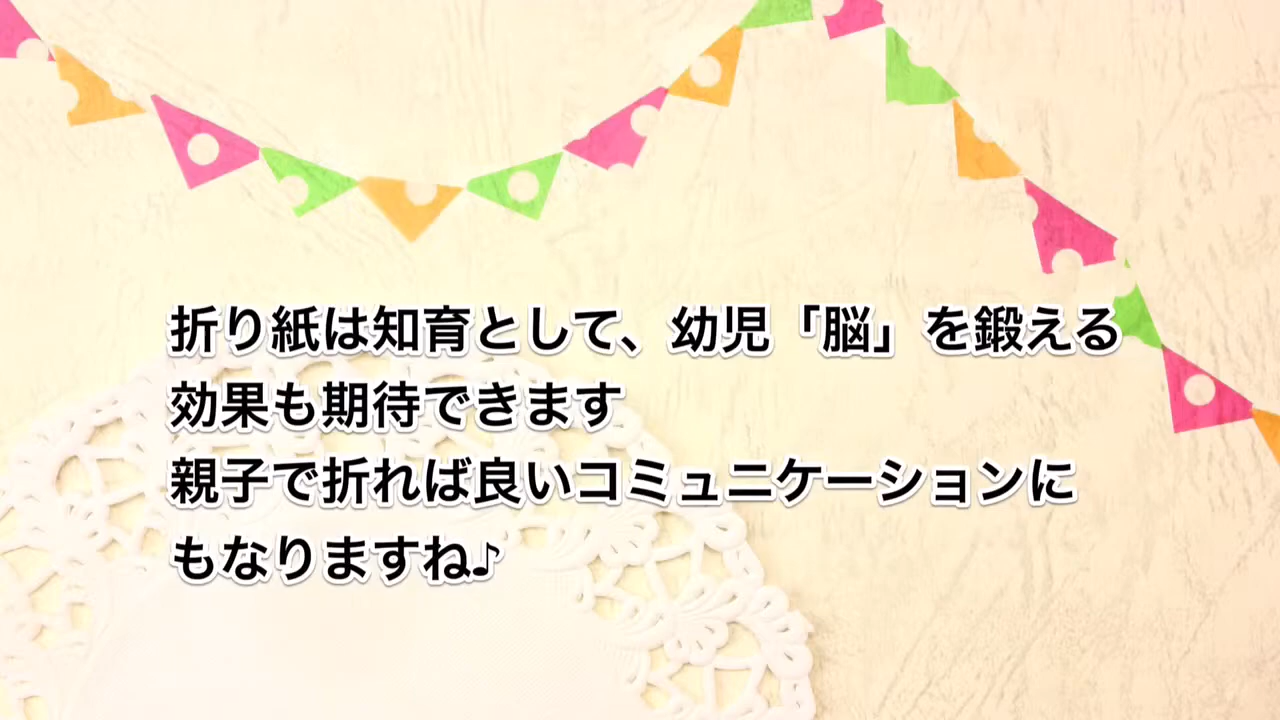 折り紙は知育として、幼児「脳」を鍛える
効果も期待できます
親子で折れば良いコミュニケーションに
もなりますね♪